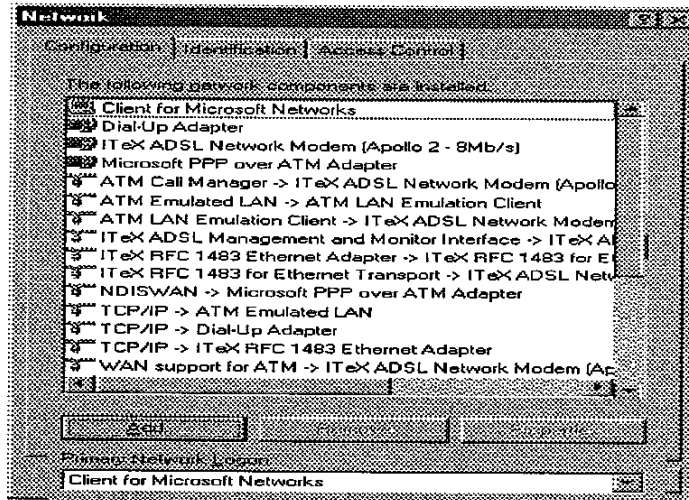 Network
Configuration Identification Access Control
The following network components are installed:
Client for Microsoft Networks
Dial-Up Adapter
ITeX ADSL Network Modem (Apollo 2 - 8Mb/s)
Microsoft PPP over ATM Adapter
ATM Call Manager -> ITeX ADSL Network Modem (Apollo
ATM Emulated LAN -> ATM LAN Emulation Client
ATM LAN Emulation Client -> ITeX ADSL Network Modem
ITeX ADSL Management and Monitor Interface -> ITeX A
ITeX RFC 1483 Ethernet Adapter -> ITeX RFC 1483 for E
ITeX RFC 1483 for Ethernet Transport -> ITeX ADSL Netw
NDISWAN -> Microsoft PPP over ATM Adapter
TCP/IP -> ATM Emulated LAN
TCP/IP -> Dial-Up Adapter
TCP/IP -> ITeX RFC 1483 Ethernet Adapter
WAN support for ATM -> ITeX ADSL Network Modem (Ap
Add... Remove Properties
Primary Network Logon:
Client for Microsoft Networks